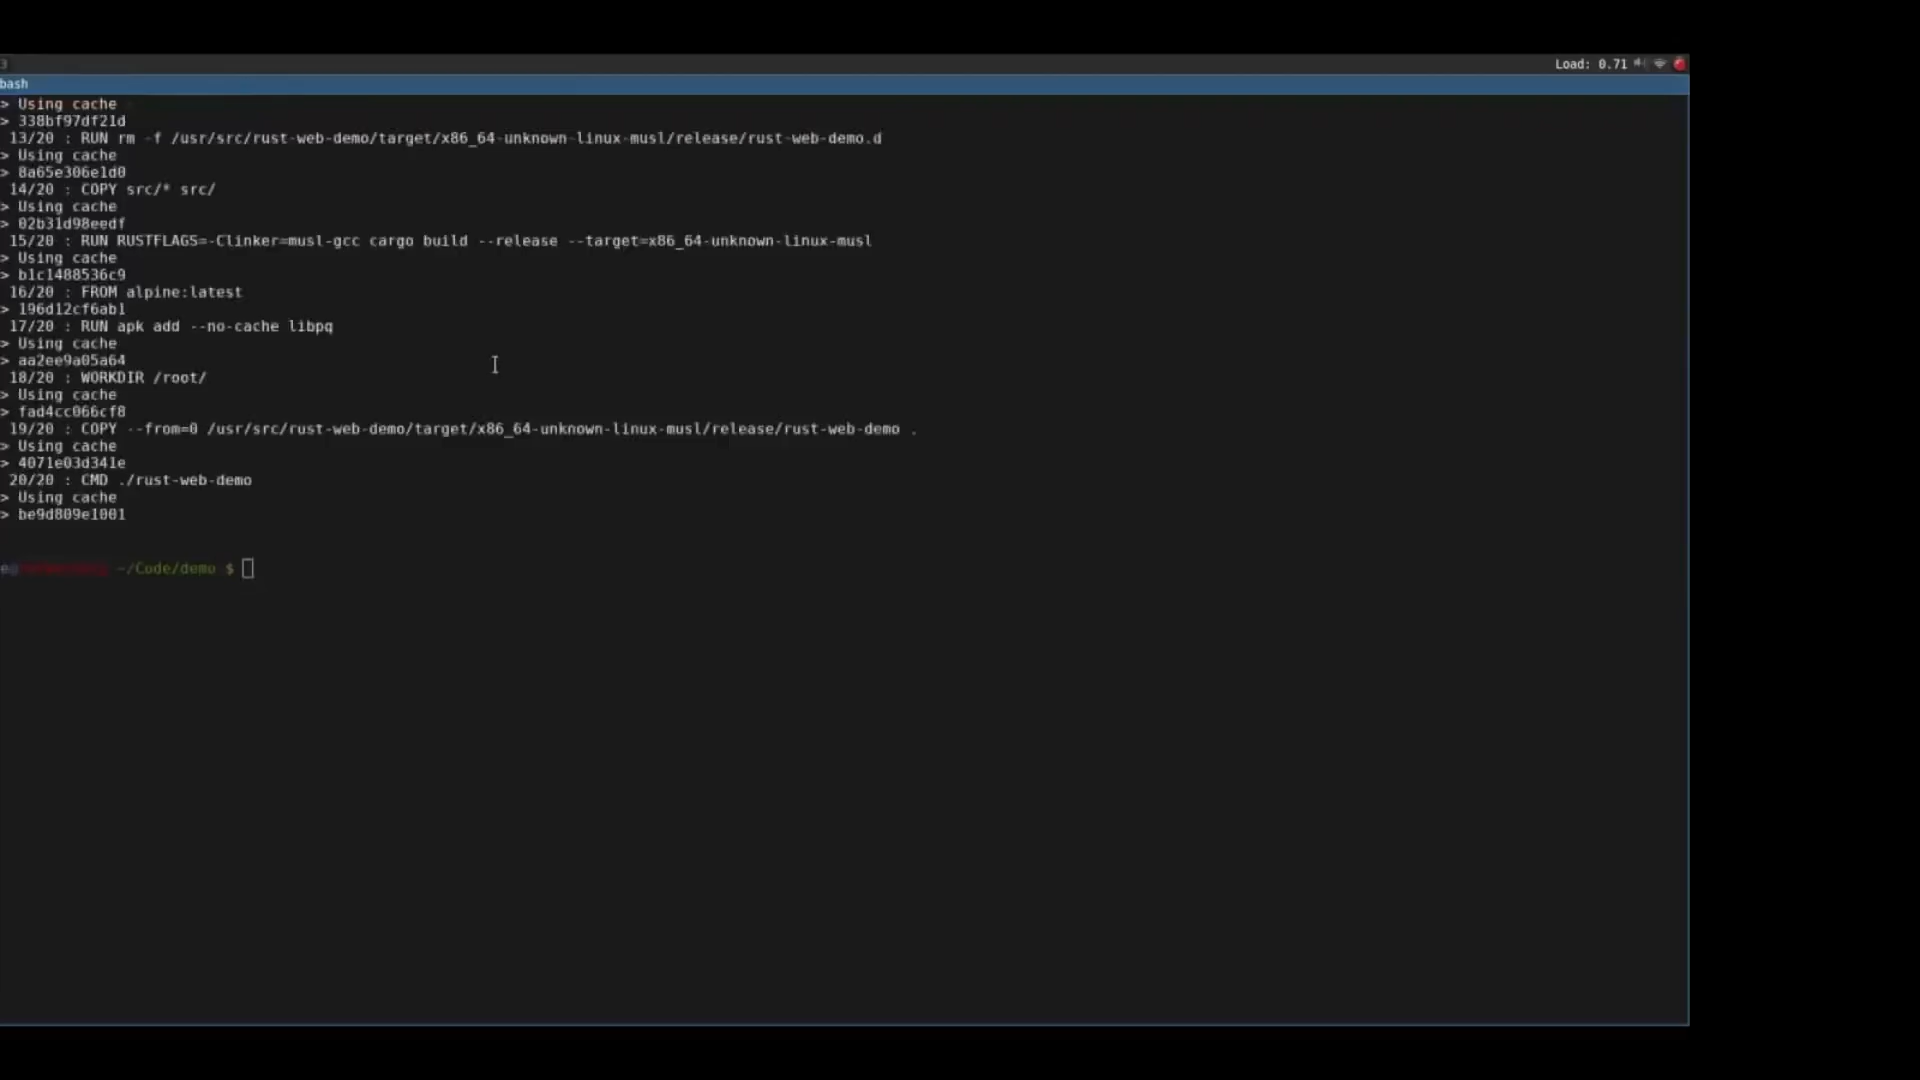 3
Load: 0.71
bash
> Using cache
> 338bf97df21d
13/20 : RUN rm -f /usr/src/rust-web-demo/target/x86_64-unknown-linux-musl/release/rust-web-demo.d
> Using cache
> 8a65e306e1d0
14/20 : COPY src/* src/
> Using cache
> 02b31d98eedf
15/20 : RUN RUSTFLAGS=-Clinker=musl-gcc cargo build --release --target=x86_64-unknown-linux-musl
> Using cache
> b1c1488536c9
16/20 : FROM alpine:latest
> 196d12cf6ab1
17/20 : RUN apk add --no-cache libpq
> Using cache
> aa2ee9a05a64
18/20 : WORKDIR /root/
> Using cache
> fad4cc066cf8
19/20 : COPY --from=0 /usr/src/rust-web-demo/target/x86_64-unknown-linux-musl/release/rust-web-demo .
> Using cache
> 4071e03d341e
20/20 : CMD ./rust-web-demo
> Using cache
> be9d809e1001
~/Code/demo $